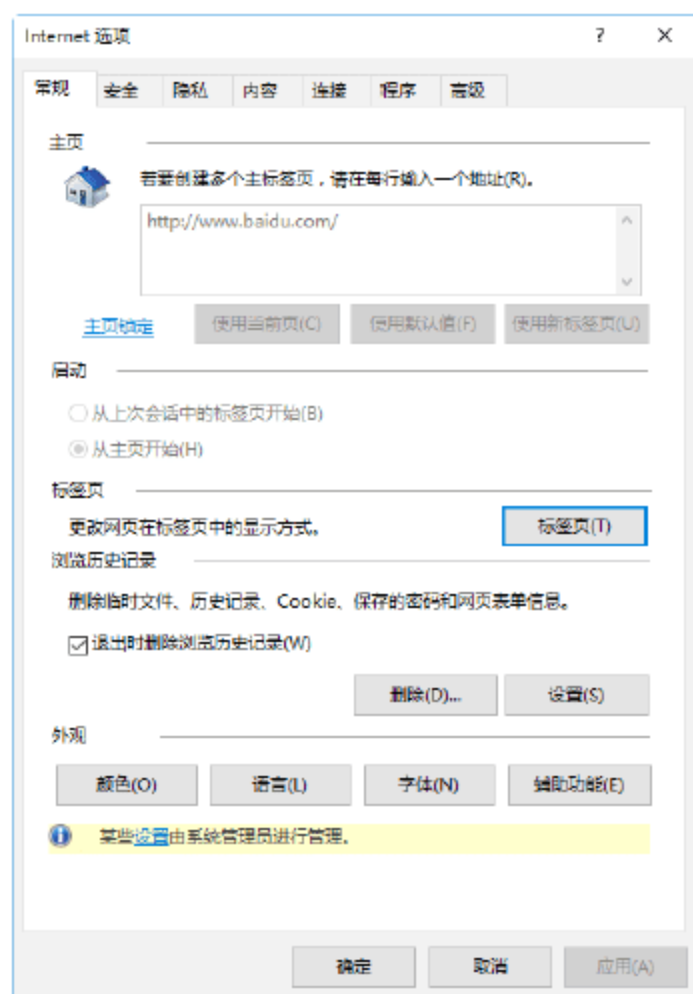 Internet 选项 ? ×
常规 安全 隐私 内容 连接 程序 高级
主页
若要创建多个主标签页，请在每行输入一个地址(R)。
http://www.baidu.com/
主页锁定 使用当前页(C) 使用默认值(F) 使用新标签页(U)
启动
从上次会话中的标签页开始(B)
从主页开始(H)
标签页
更改网页在标签页中的显示方式。 标签页(T)
浏览历史记录
删除临时文件、历史记录、Cookie、保存的密码和网页表单信息。
退出时删除浏览历史记录(W)
删除(D)... 设置(S)
外观
颜色(O) 语言(L) 字体(N) 辅助功能(E)
某些设置由系统管理员进行管理。
确定 取消 应用(A)